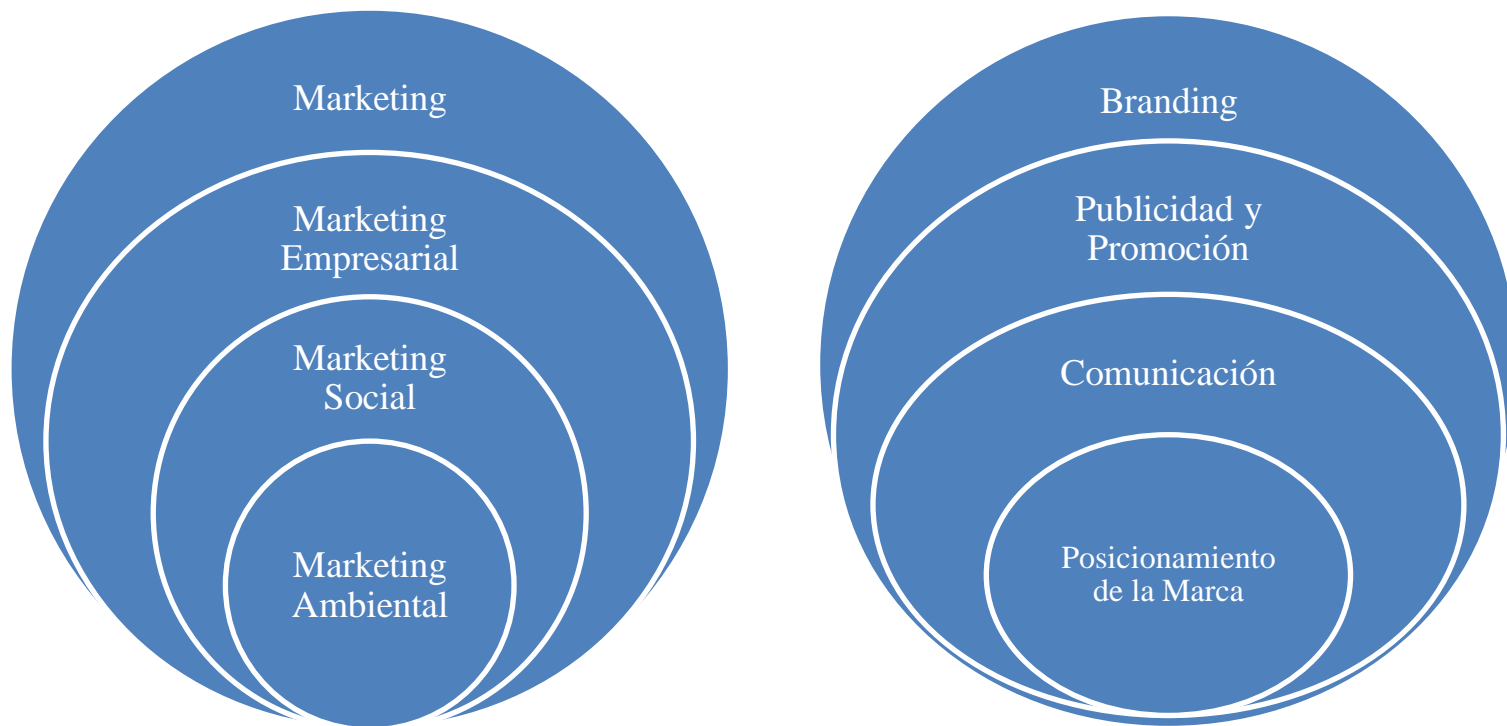 Marketing
Marketing
Empresarial
Marketing
Social
Marketing
Ambiental
Branding
Publicidad y
Promoción
Comunicación
Posicionamiento
de la Marca